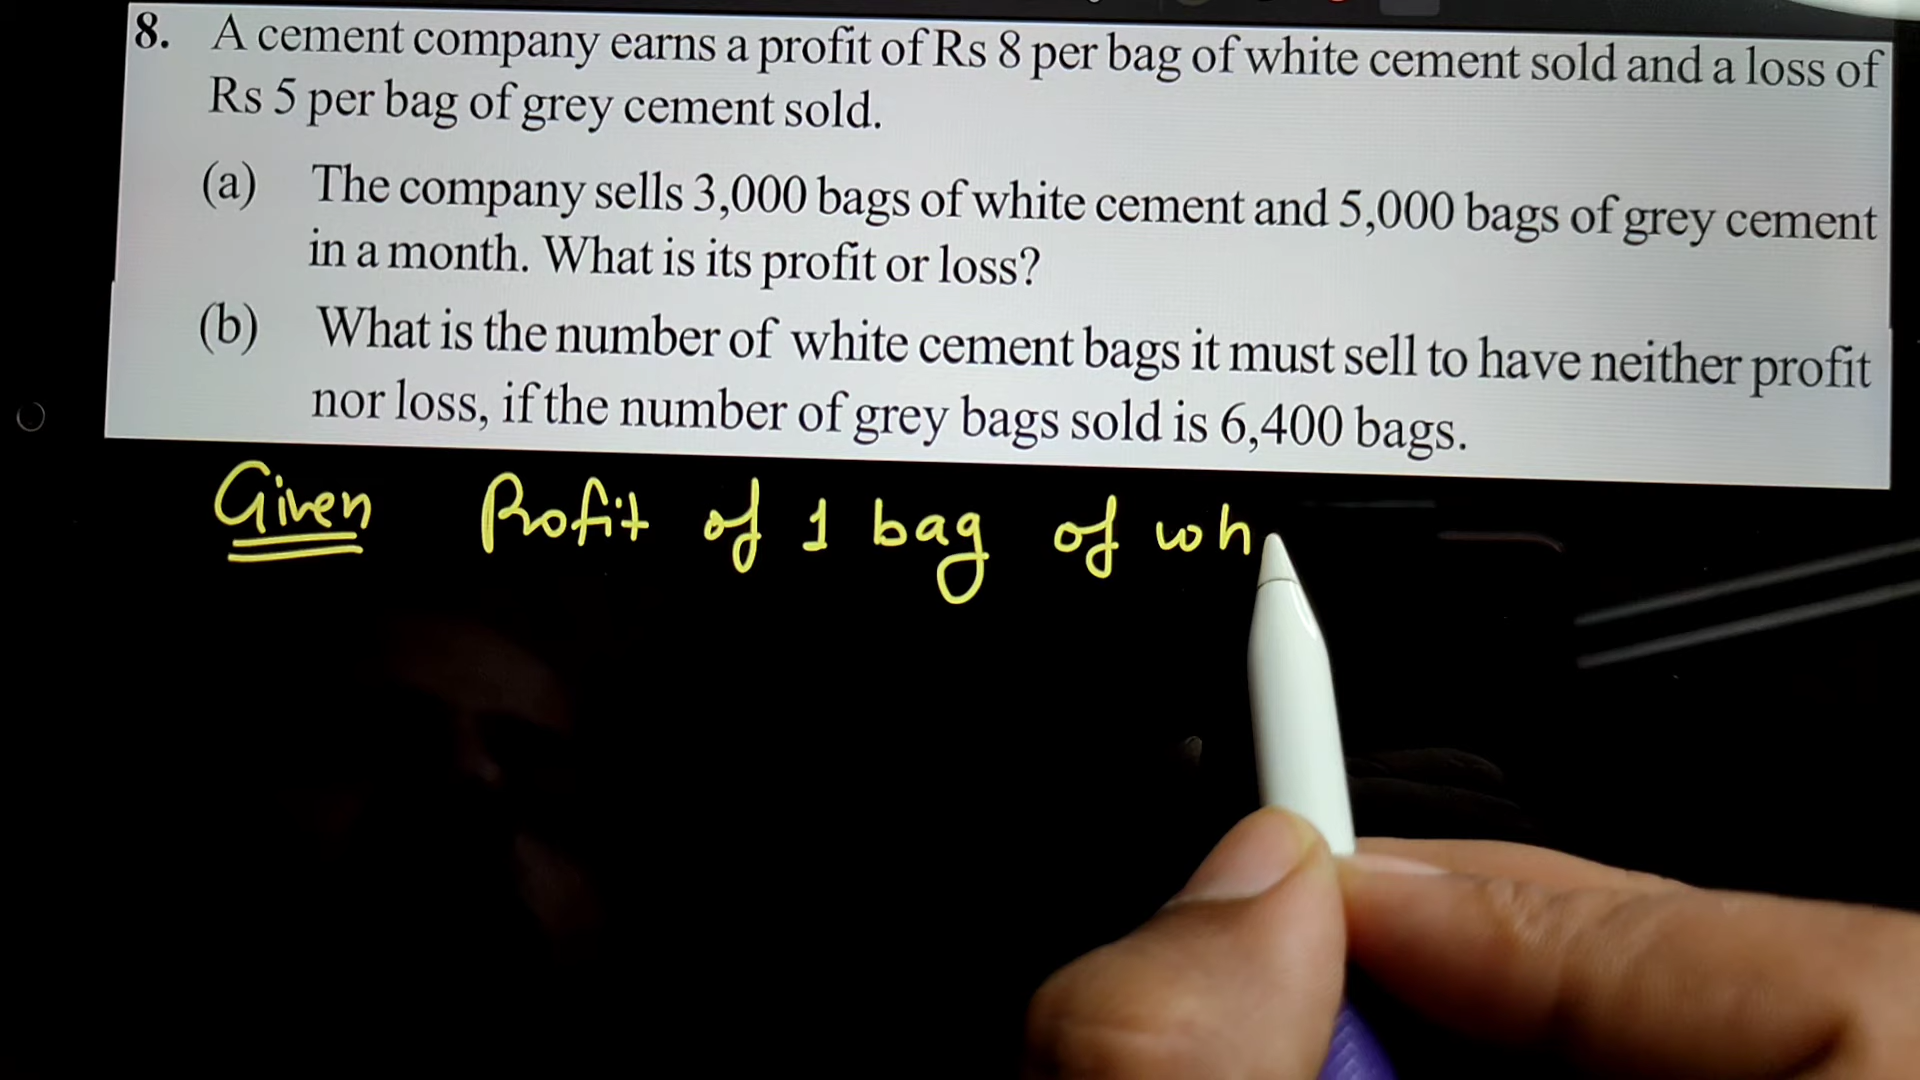 8. A cement company earns a profit of Rs 8 per bag of white cement sold and a loss of
Rs 5 per bag of grey cement sold.
(a) The company sells 3,000 bags of white cement and 5,000 bags of grey cement
in a month. What is its profit or loss?
(b) What is the number of white cement bags it must sell to have neither profit
nor loss, if the number of grey bags sold is 6,400 bags.
Given Profit of 1 bag of wh